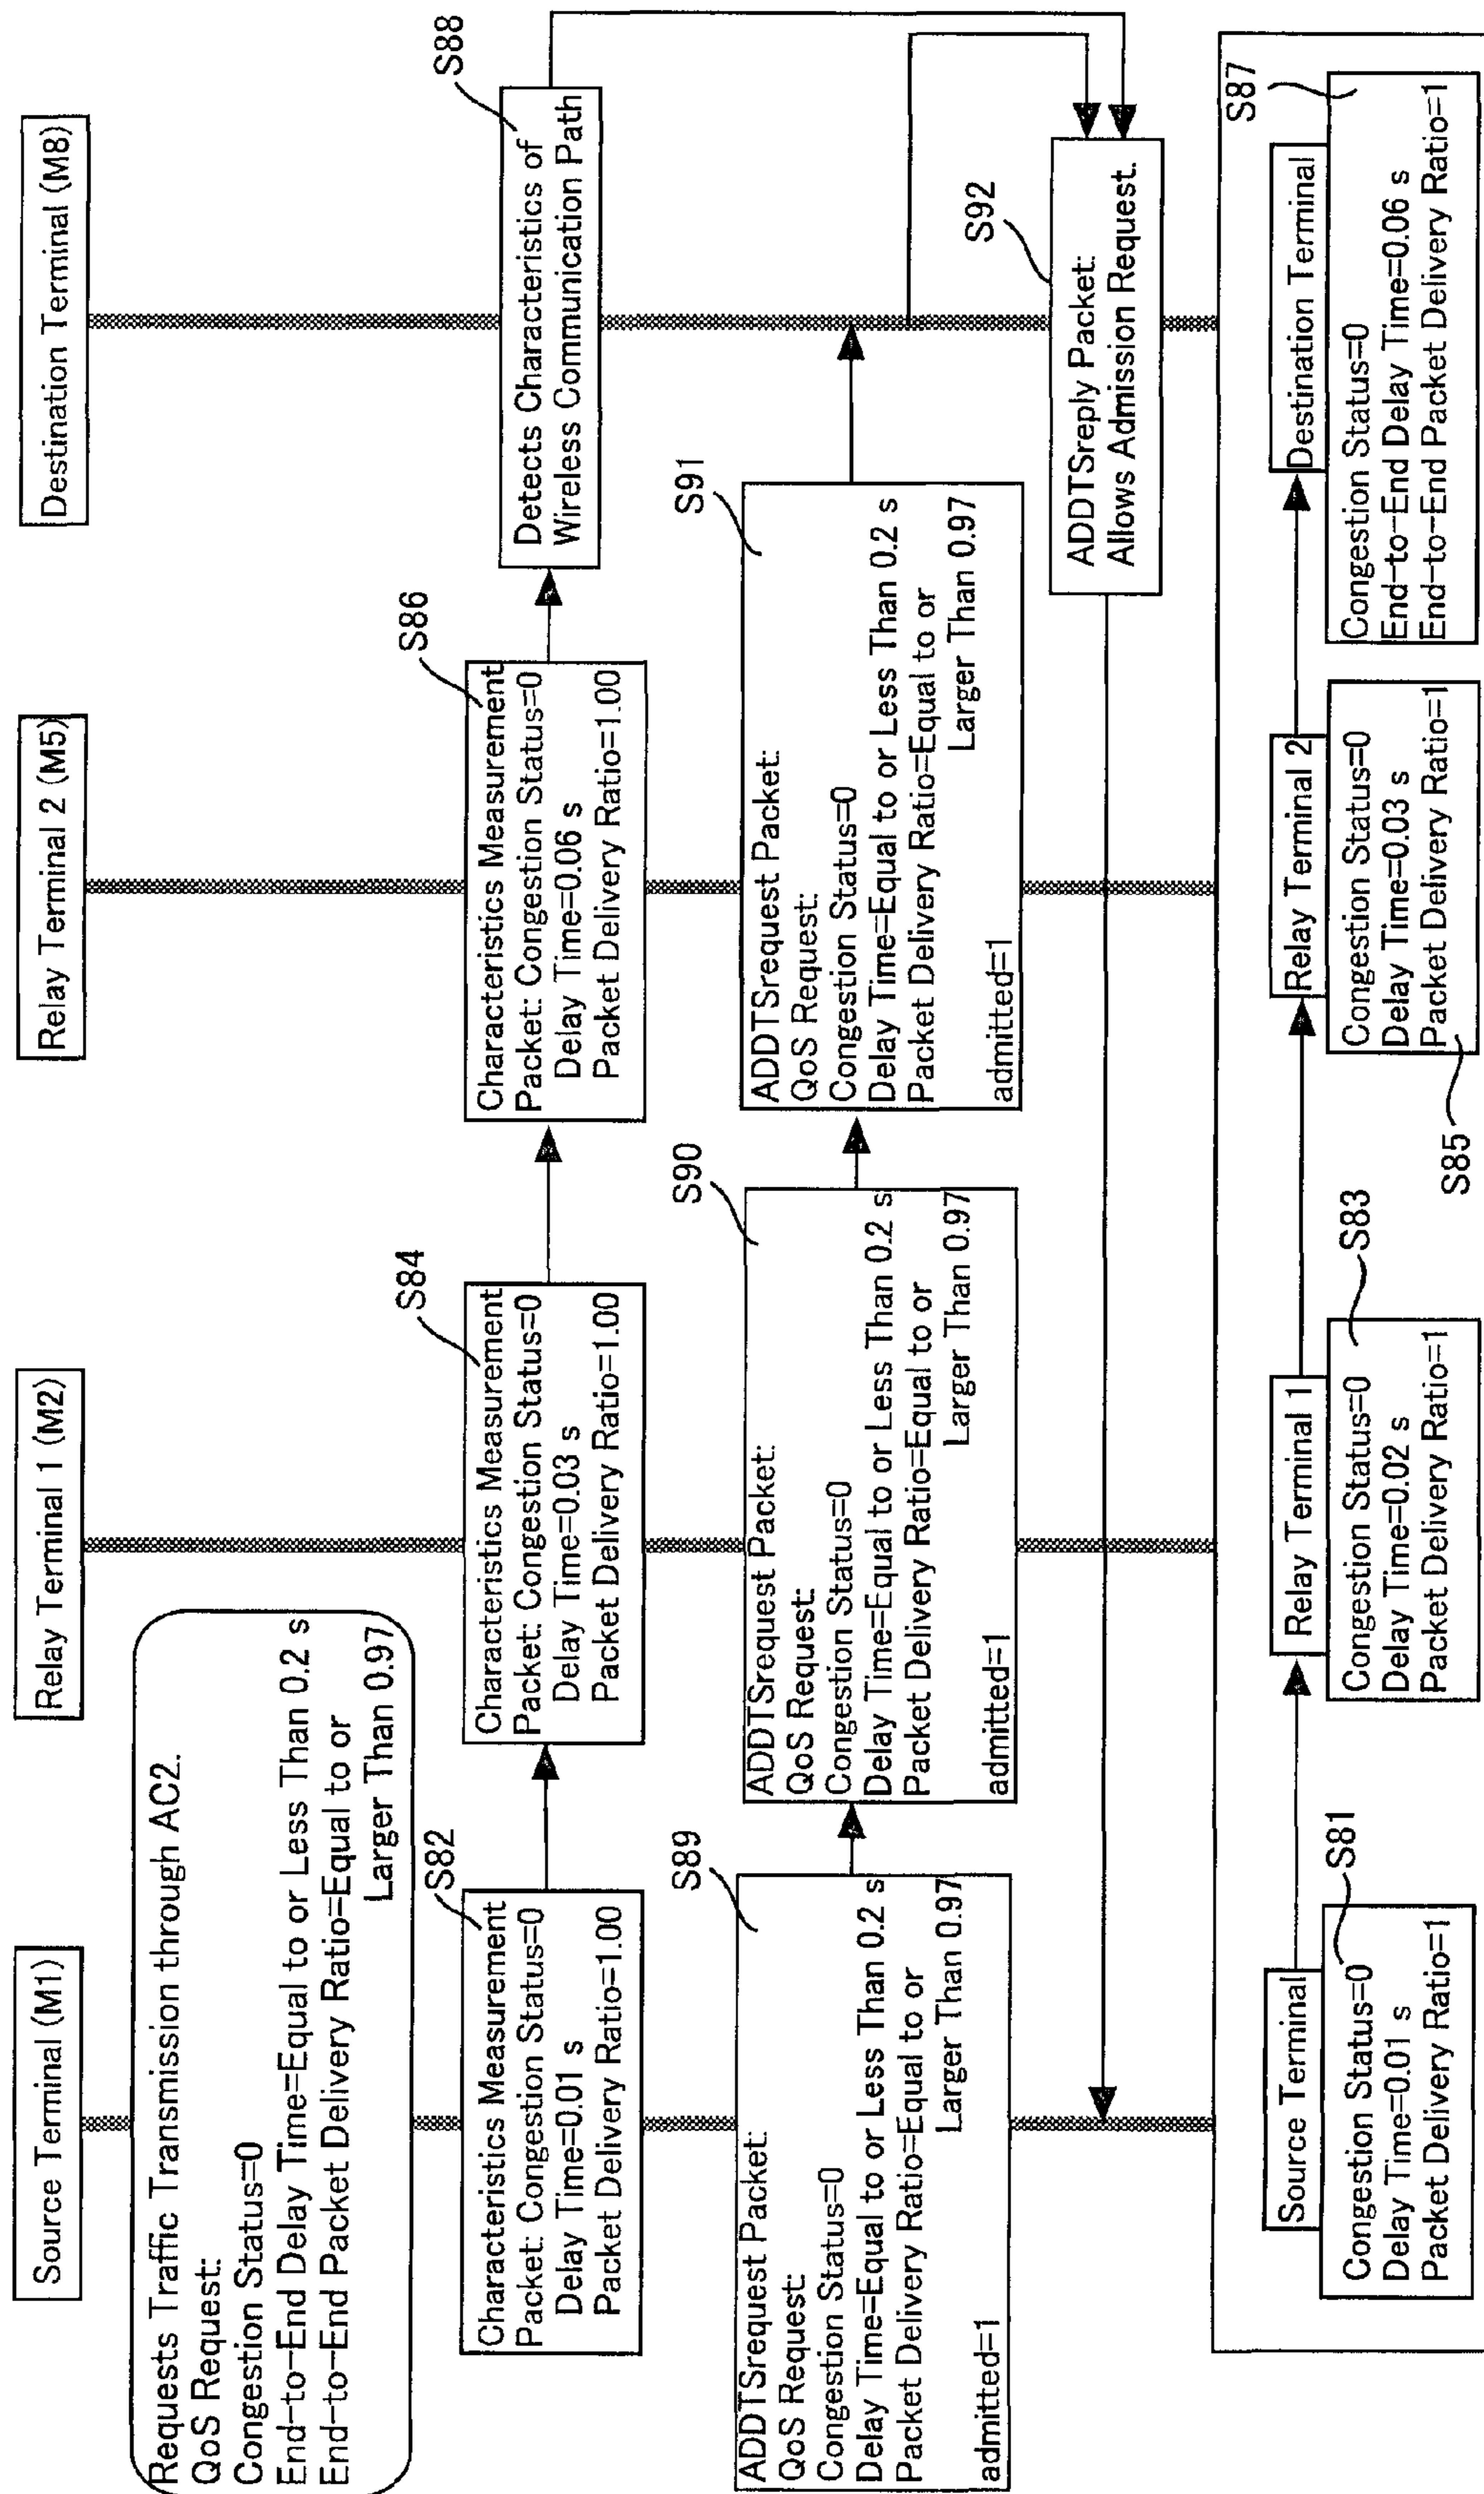 Source Terminal (M1)
Relay Terminal 1 (M2)
Relay Terminal 2 (M5)
Destination Terminal (M8)
Requests Traffic Transmission through AC2.
QoS Request:
Congestion Status=0
End-to-End Delay Time=Equal to or Less Than 0.2 s
End-to-End Packet Delivery Ratio=Equal to or
Larger Than 0.97
S82
Characteristics Measurement
Packet: Congestion Status=0
Delay Time=0.01 s
Packet Delivery Ratio=1.00
S84
Characteristics Measurement
Packet: Congestion Status=0
Delay Time=0.03 s
Packet Delivery Ratio=1.00
S86
Characteristics Measurement
Packet: Congestion Status=0
Delay Time=0.06 s
Packet Delivery Ratio=1.00
S88
Detects Characteristics of
Wireless Communication Path
S89
ADDTSrequest Packet:
QoS Request:
Congestion Status=0
Delay Time=Equal to or Less Than 0.2 s
Packet Delivery Ratio=Equal to or
Larger Than 0.97
admitted=1
S90
ADDTSrequest Packet:
QoS Request:
Congestion Status=0
Delay Time=Equal to or Less Than 0.2 s
Packet Delivery Ratio=Equal to or
Larger Than 0.97
admitted=1
S91
ADDTSrequest Packet:
QoS Request:
Congestion Status=0
Delay Time=Equal to or Less Than 0.2 s
Packet Delivery Ratio=Equal to or
Larger Than 0.97
admitted=1
S92
ADDTSreply Packet:
Allows Admission Request.
Source Terminal
S81
Congestion Status=0
Delay Time=0.01 s
Packet Delivery Ratio=1
Relay Terminal 1
S83
Congestion Status=0
Delay Time=0.02 s
Packet Delivery Ratio=1
Relay Terminal 2
Congestion Status=0
Delay Time=0.03 s
Packet Delivery Ratio=1
S85
Destination Terminal
S87
Congestion Status=0
End-to-End Delay Time=0.06 s
End-to-End Packet Delivery Ratio=1